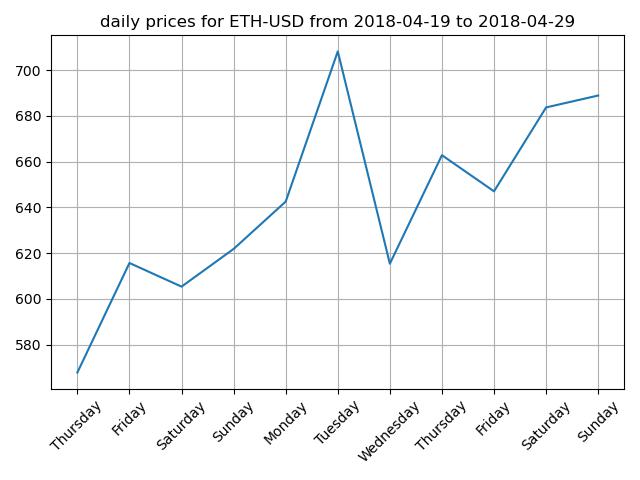 daily prices for ETH-USD from 2018-04-19 to 2018-04-29
700
680
660
640
620
600
580
Thursday
Friday
Saturday
Sunday
Monday
Tuesday
Wednesday
Thursday
Friday
Saturday
Sunday